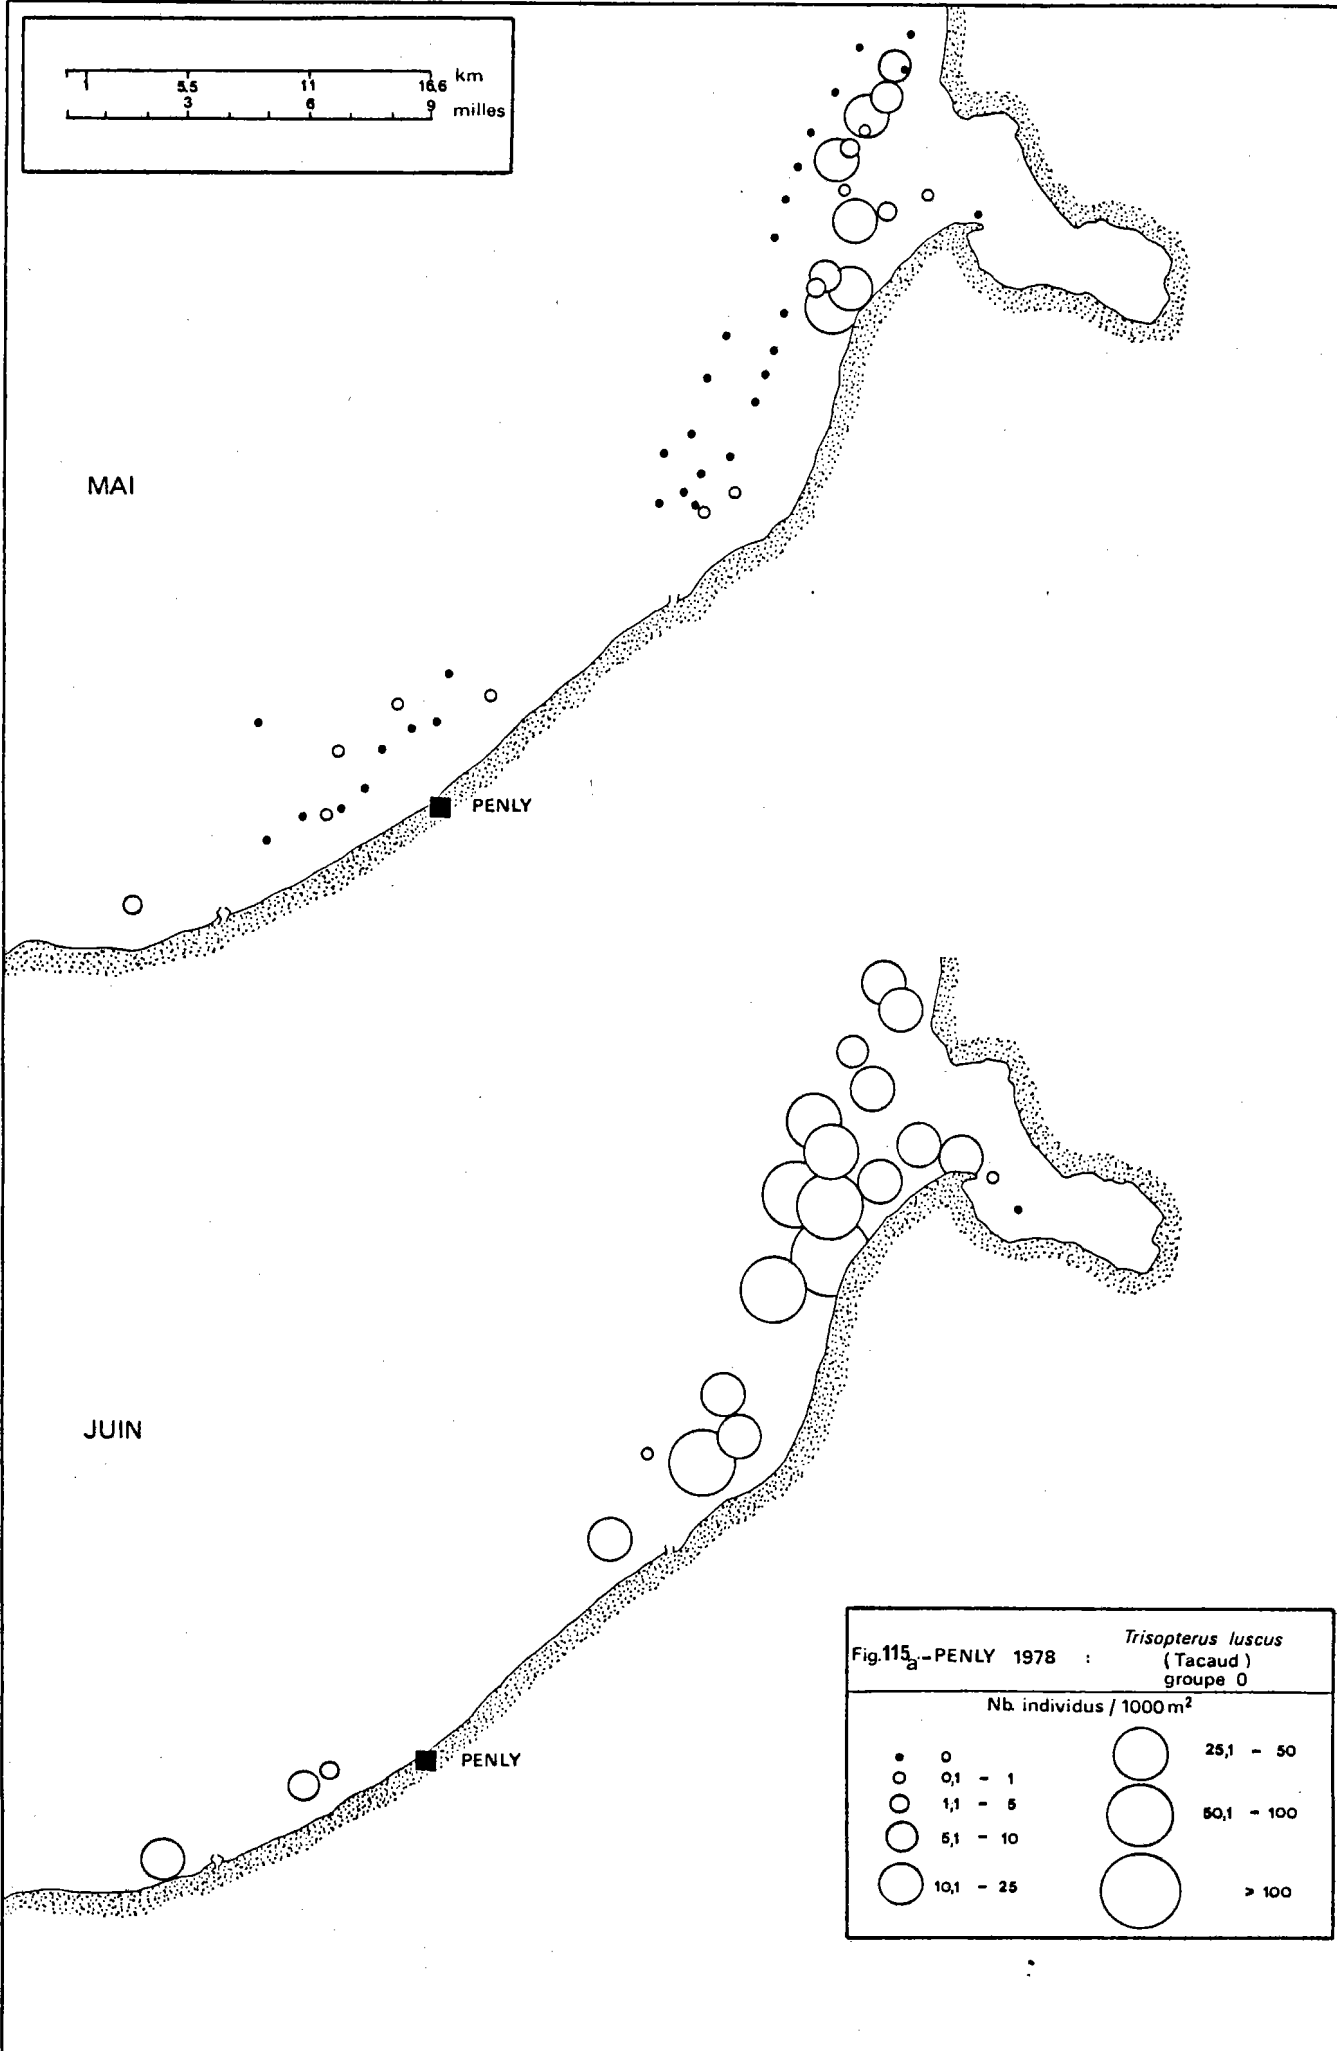 km
1 5.5 11 16.6
3 6 9
milles
MAI
PENLY
JUIN
PENLY
Fig.115a.-PENLY 1978 : Trisopterus luscus
(Tacaud)
groupe 0
Nb. individus / 1000 m²
0
0,1 - 1
1,1 - 5
5,1 - 10
10,1 - 25
25,1 - 50
50,1 - 100
> 100